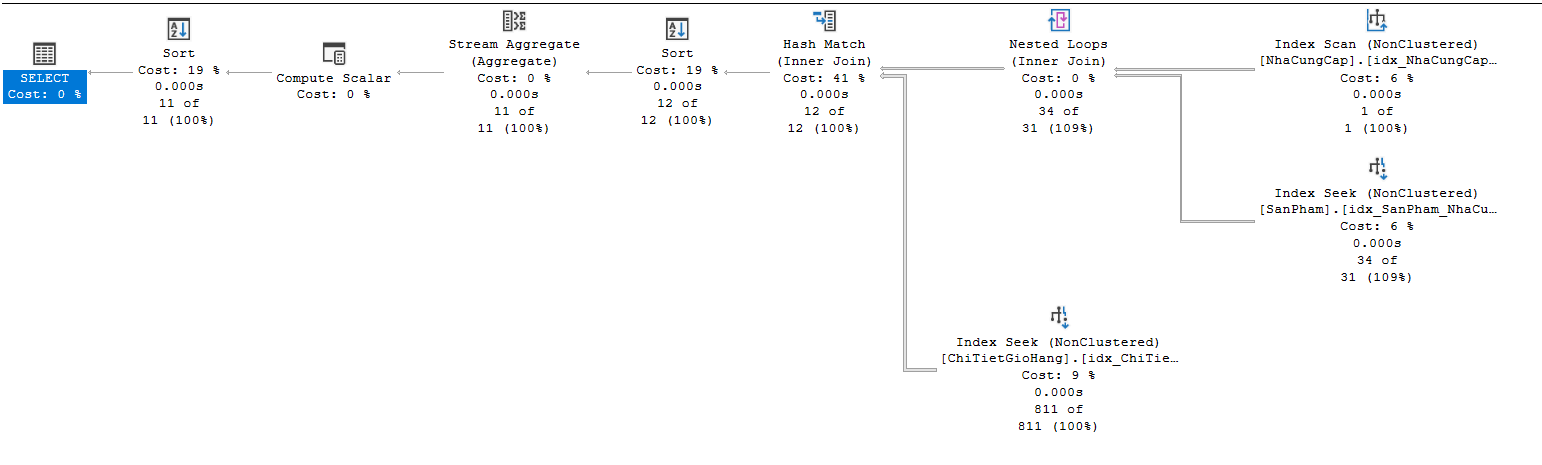 SELECT
Cost: 0 %
Sort
Cost: 19 %
0.000s
11 of
11 (100%)
Compute Scalar
Cost: 0 %
Stream Aggregate
(Aggregate)
Cost: 0 %
0.000s
11 of
11 (100%)
Sort
Cost: 19 %
0.000s
12 of
12 (100%)
Hash Match
(Inner Join)
Cost: 41 %
0.000s
12 of
12 (100%)
Nested Loops
(Inner Join)
Cost: 0 %
0.000s
34 of
31 (109%)
Index Scan (NonClustered)
[NhaCungCap].[idx_NhaCungCap…
Cost: 6 %
0.000s
1 of
1 (100%)
Index Seek (NonClustered)
[SanPham].[idx_SanPham_NhaCu…
Cost: 6 %
0.000s
34 of
31 (109%)
Index Seek (NonClustered)
[ChiTietGioHang].[idx_ChiTie…
Cost: 9 %
0.000s
811 of
811 (100%)